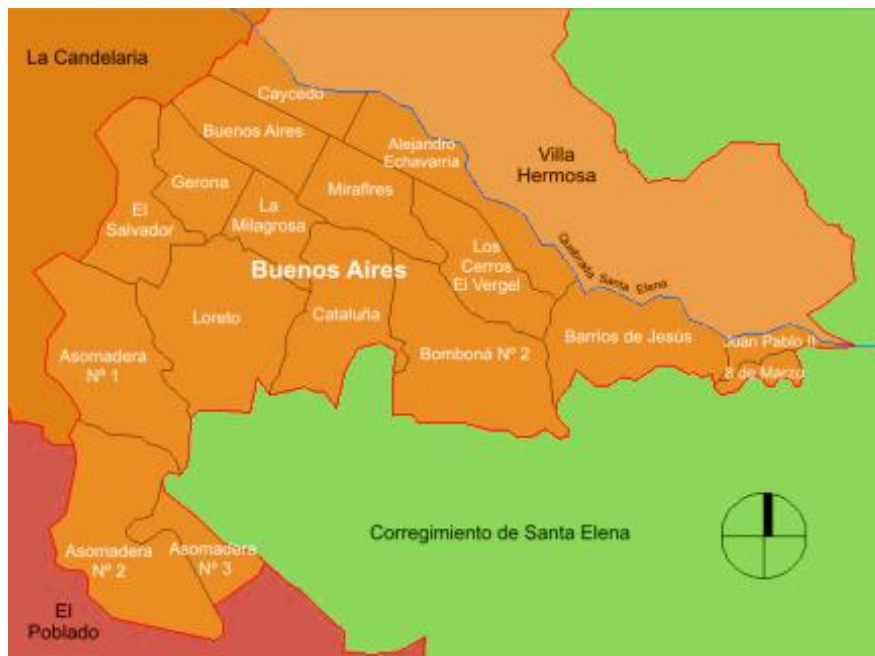 La Candelaria
Caycedo
Buenos Aires
Alejandro
Echavarria
Villa
Hermosa
Gerona
Miraflres
El
Salvador
La
Milagrosa
Los
Cerros
El Vergel
Quebrada Santa Elena
Buenos Aires
Loreto
Cataluña
Barrios de Jesús
Juan Pablo II
Asomadera
Nº 1
Bomboná Nº 2
8 de Marzo
Corregimiento de Santa Elena
Asomadera
Nº 2
Asomadera
Nº 3
El
Poblado